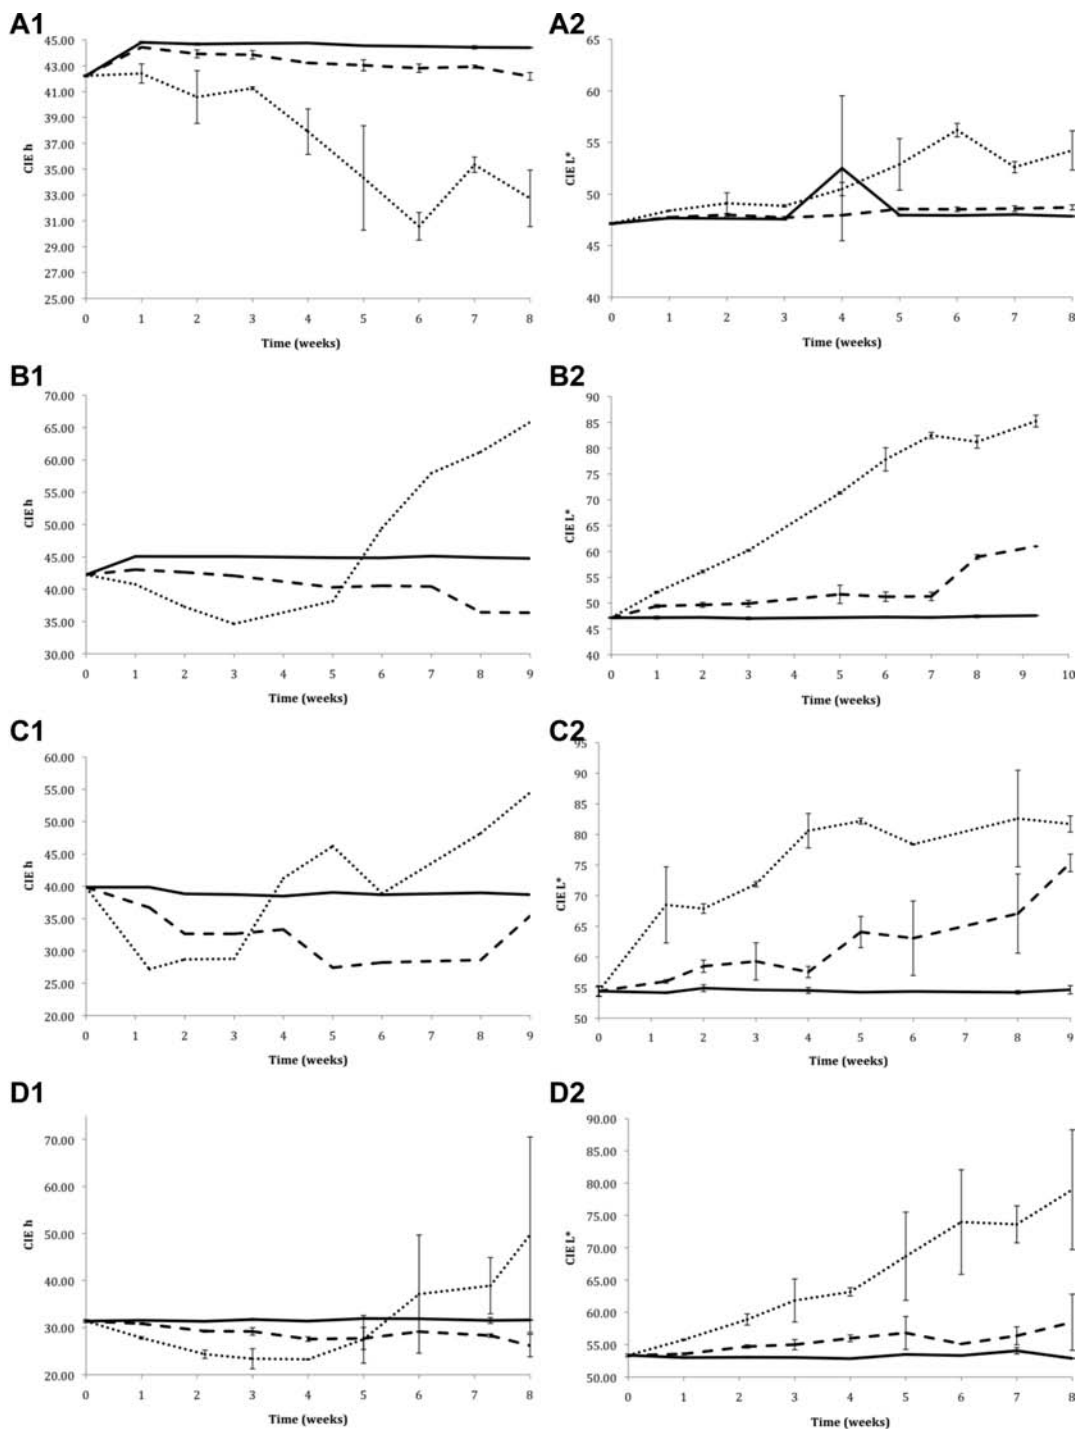 A1
CIE h
45.00
43.00
41.00
39.00
37.00
35.00
33.00
31.00
29.00
27.00
25.00
0 1 2 3 4 5 6 7 8
Time (weeks)
A2
CIE L*
65
60
55
50
45
40
0 1 2 3 4 5 6 7 8
Time (weeks)
B1
CIE h
70.00
65.00
60.00
55.00
50.00
45.00
40.00
35.00
30.00
0 1 2 3 4 5 6 7 8 9
Time (weeks)
B2
CIE L*
90
85
80
75
70
65
60
55
50
45
40
0 1 2 3 4 5 6 7 8 9 10
Time (weeks)
C1
CIE h
60.00
55.00
50.00
45.00
40.00
35.00
30.00
25.00
20.00
0 1 2 3 4 5 6 7 8 9
Time (weeks)
C2
CIE L*
95
90
85
80
75
70
65
60
55
50
0 1 2 3 4 5 6 7 8 9
Time (weeks)
D1
CIE h
70.00
60.00
50.00
40.00
30.00
20.00
0 1 2 3 4 5 6 7 8
Time (weeks)
D2
CIE L*
90.00
85.00
80.00
75.00
70.00
65.00
60.00
55.00
50.00
0 1 2 3 4 5 6 7 8
Time (weeks)